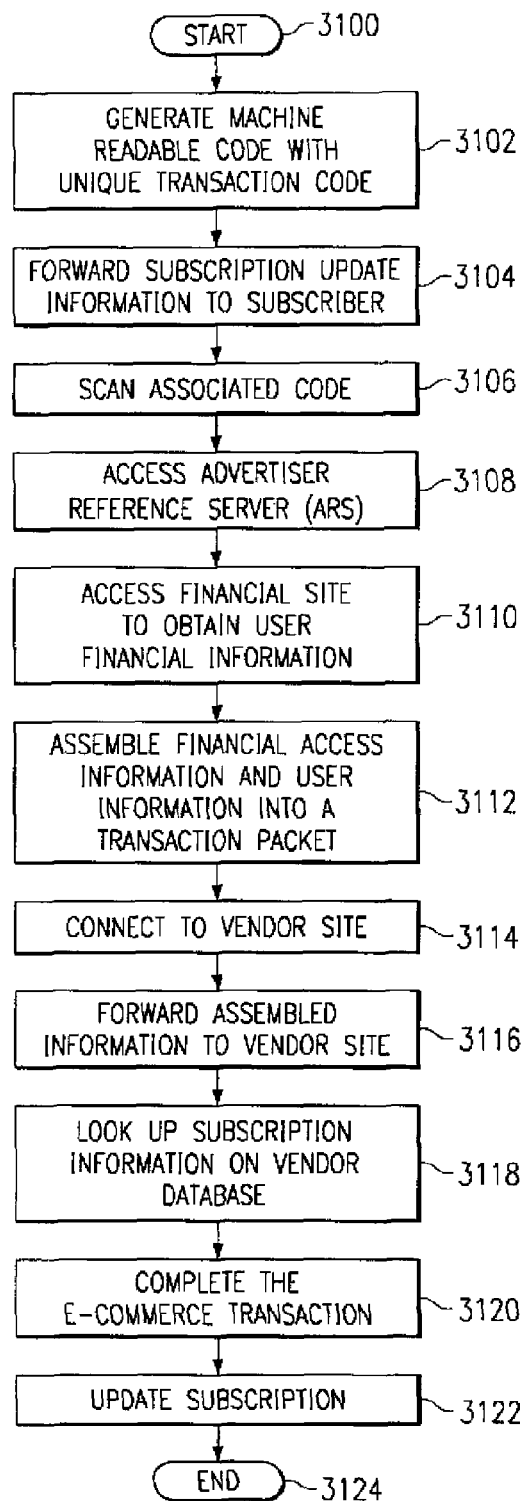 START
3100
GENERATE MACHINE
READABLE CODE WITH
UNIQUE TRANSACTION CODE
3102
FORWARD SUBSCRIPTION UPDATE
INFORMATION TO SUBSCRIBER
3104
SCAN ASSOCIATED CODE
3106
ACCESS ADVERTISER
REFERENCE SERVER (ARS)
3108
ACCESS FINANCIAL SITE
TO OBTAIN USER
FINANCIAL INFORMATION
3110
ASSEMBLE FINANCIAL ACCESS
INFORMATION AND USER
INFORMATION INTO A
TRANSACTION PACKET
3112
CONNECT TO VENDOR SITE
3114
FORWARD ASSEMBLED
INFORMATION TO VENDOR SITE
3116
LOOK UP SUBSCRIPTION
INFORMATION ON VENDOR
DATABASE
3118
COMPLETE THE
E-COMMERCE TRANSACTION
3120
UPDATE SUBSCRIPTION
3122
END
3124